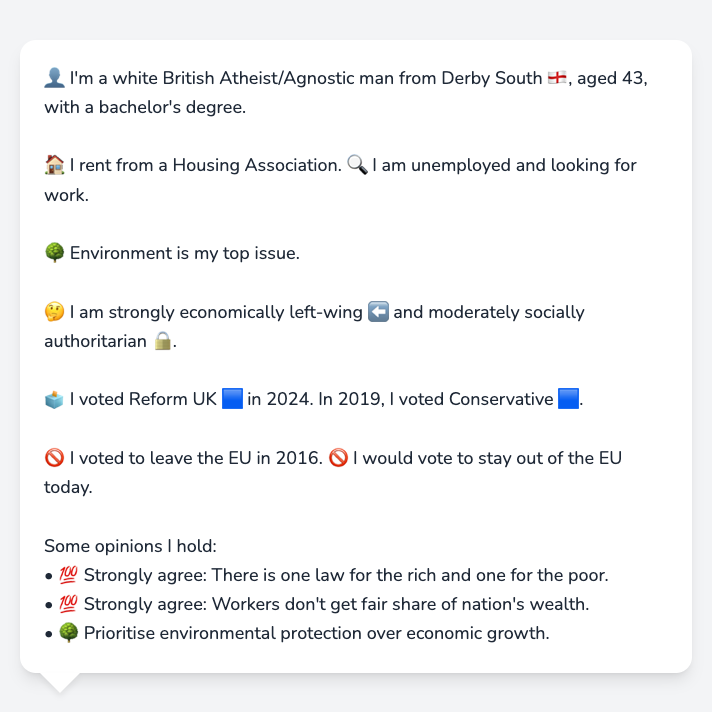 👤 I'm a white British Atheist/Agnostic man from Derby South 🏴󠁧󠁢󠁥󠁮󠁧󠁿, aged 43,
with a bachelor's degree.
🏠 I rent from a Housing Association. 🔍 I am unemployed and looking for
work.
🌳 Environment is my top issue.
🤔 I am strongly economically left-wing ⬅️ and moderately socially
authoritarian 🔒.
🗳️ I voted Reform UK 🟦 in 2024. In 2019, I voted Conservative 🟦.
🚫 I voted to leave the EU in 2016. 🚫 I would vote to stay out of the EU
today.
Some opinions I hold:
• 💯 Strongly agree: There is one law for the rich and one for the poor.
• 💯 Strongly agree: Workers don't get fair share of nation's wealth.
• 🌳 Prioritise environmental protection over economic growth.